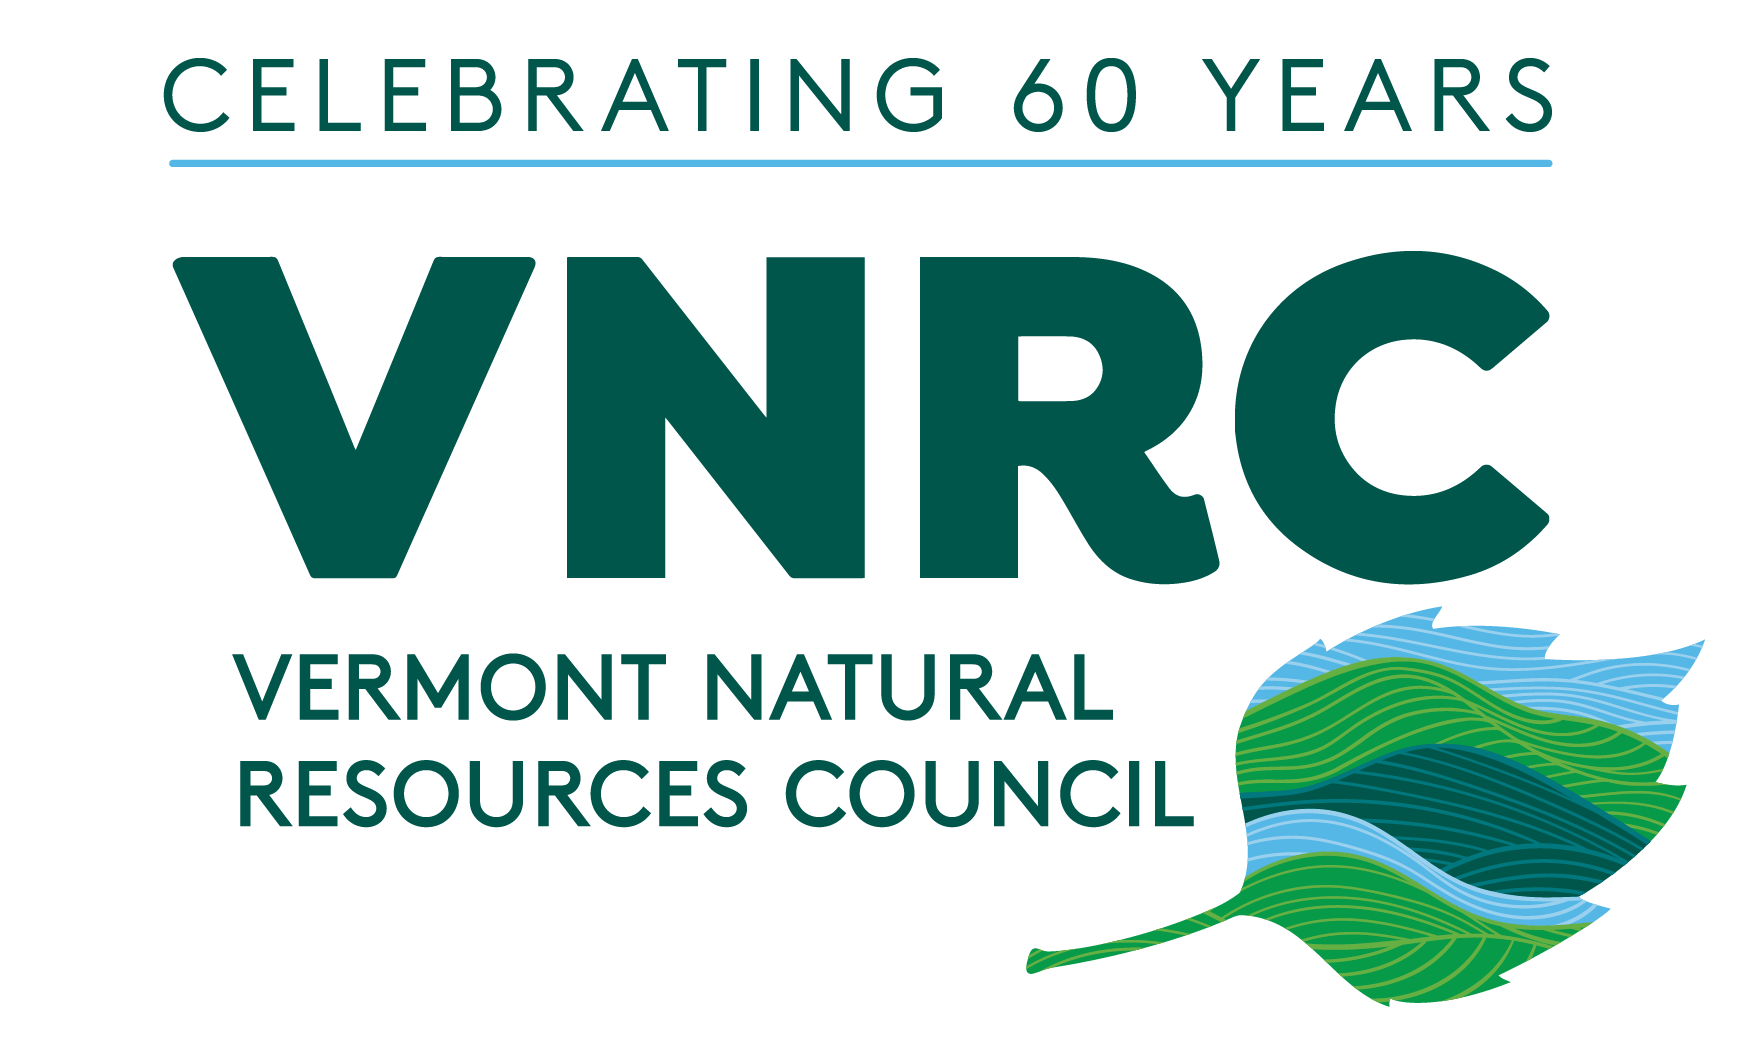 CELEBRATING 60 YEARS
VNRC
VERMONT NATURAL
RESOURCES COUNCIL